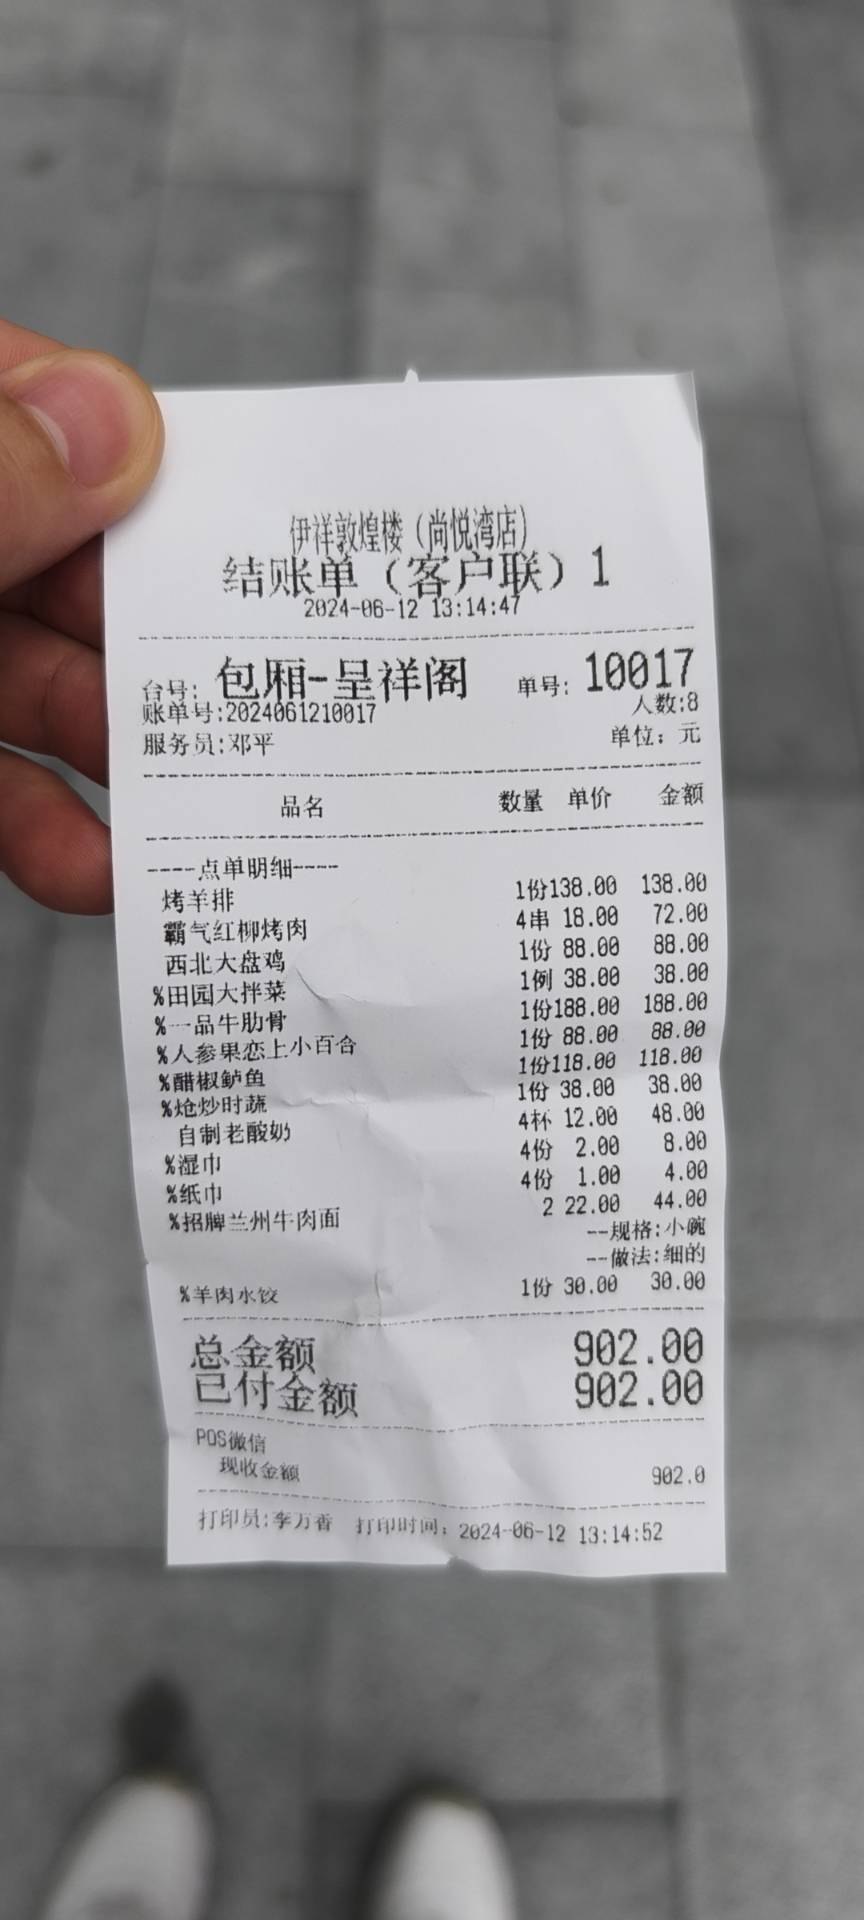 伊祥敦煌楼（尚悦湾店）
结账单（客户联）1
2024-06-12 13:14:47
台号: 包厢-呈祥阁 单号: 10017
账单号:2024061210017 人数:8
服务员:邓平 单位: 元
品名 数量 单价 金额
----点单明细----
烤羊排 1份138.00 138.00
霸气红柳烤肉 4串 18.00 72.00
西北大盘鸡 1份 88.00 88.00
%田园大拌菜 1例 38.00 38.00
%一品牛肋骨 1份188.00 188.00
%人参果恋上小百合 1份 88.00 88.00
%醋椒鲈鱼 1份118.00 118.00
%炝炒时蔬 1份 38.00 38.00
自制老酸奶 4杯 12.00 48.00
%湿巾 4份 2.00 8.00
%纸巾 4份 1.00 4.00
%招牌兰州牛肉面 2 22.00 44.00
--规格:小碗
--做法:细的
%羊肉水饺 1份 30.00 30.00
总金额 902.00
已付金额 902.00
POS微信
现收金额 902.0
打印员:李万香 打印时间: 2024-06-12 13:14:52